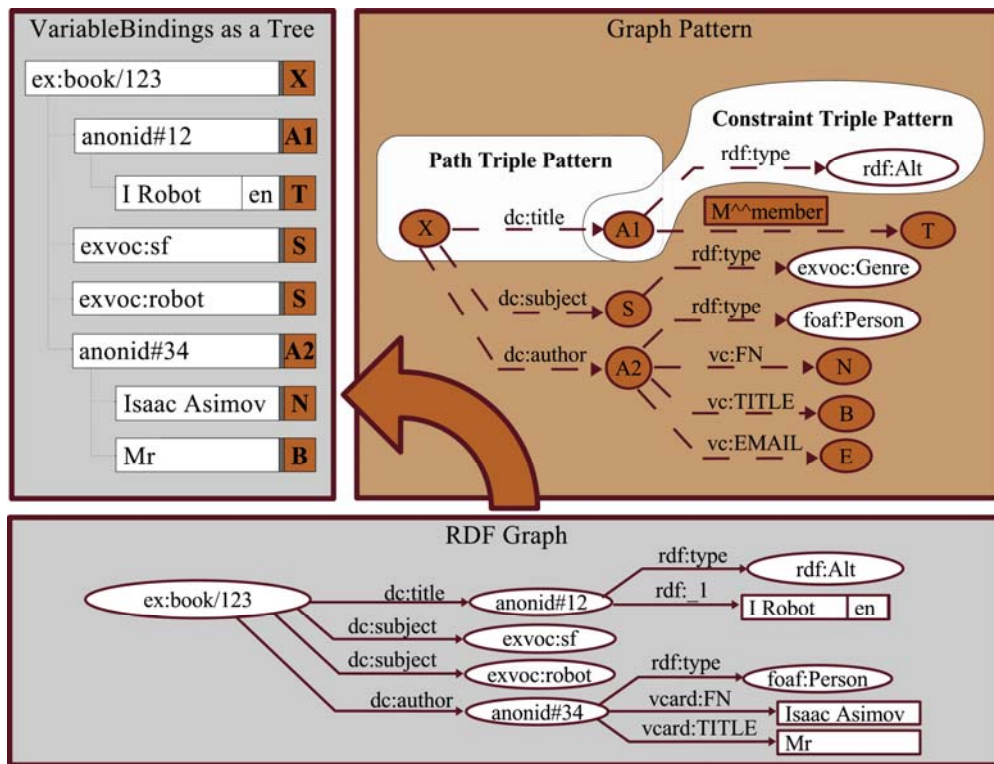 VariableBindings as a Tree
ex:book/123 X
anonid#12 A1
I Robot en T
exvoc:sf S
exvoc:robot S
anonid#34 A2
Isaac Asimov N
Mr B
Graph Pattern
Constraint Triple Pattern
Path Triple Pattern
rdf:type
rdf:Alt
M^^member
X
dc:title
A1
T
rdf:type
exvoc:Genre
dc:subject
S
rdf:type
foaf:Person
dc:author
A2
vc:FN
N
vc:TITLE
B
vc:EMAIL
E
RDF Graph
rdf:type
rdf:Alt
ex:book/123
dc:title
anonid#12
rdf:_1
I Robot en
dc:subject
exvoc:sf
dc:subject
exvoc:robot
rdf:type
foaf:Person
dc:author
anonid#34
vcard:FN
Isaac Asimov
vcard:TITLE
Mr